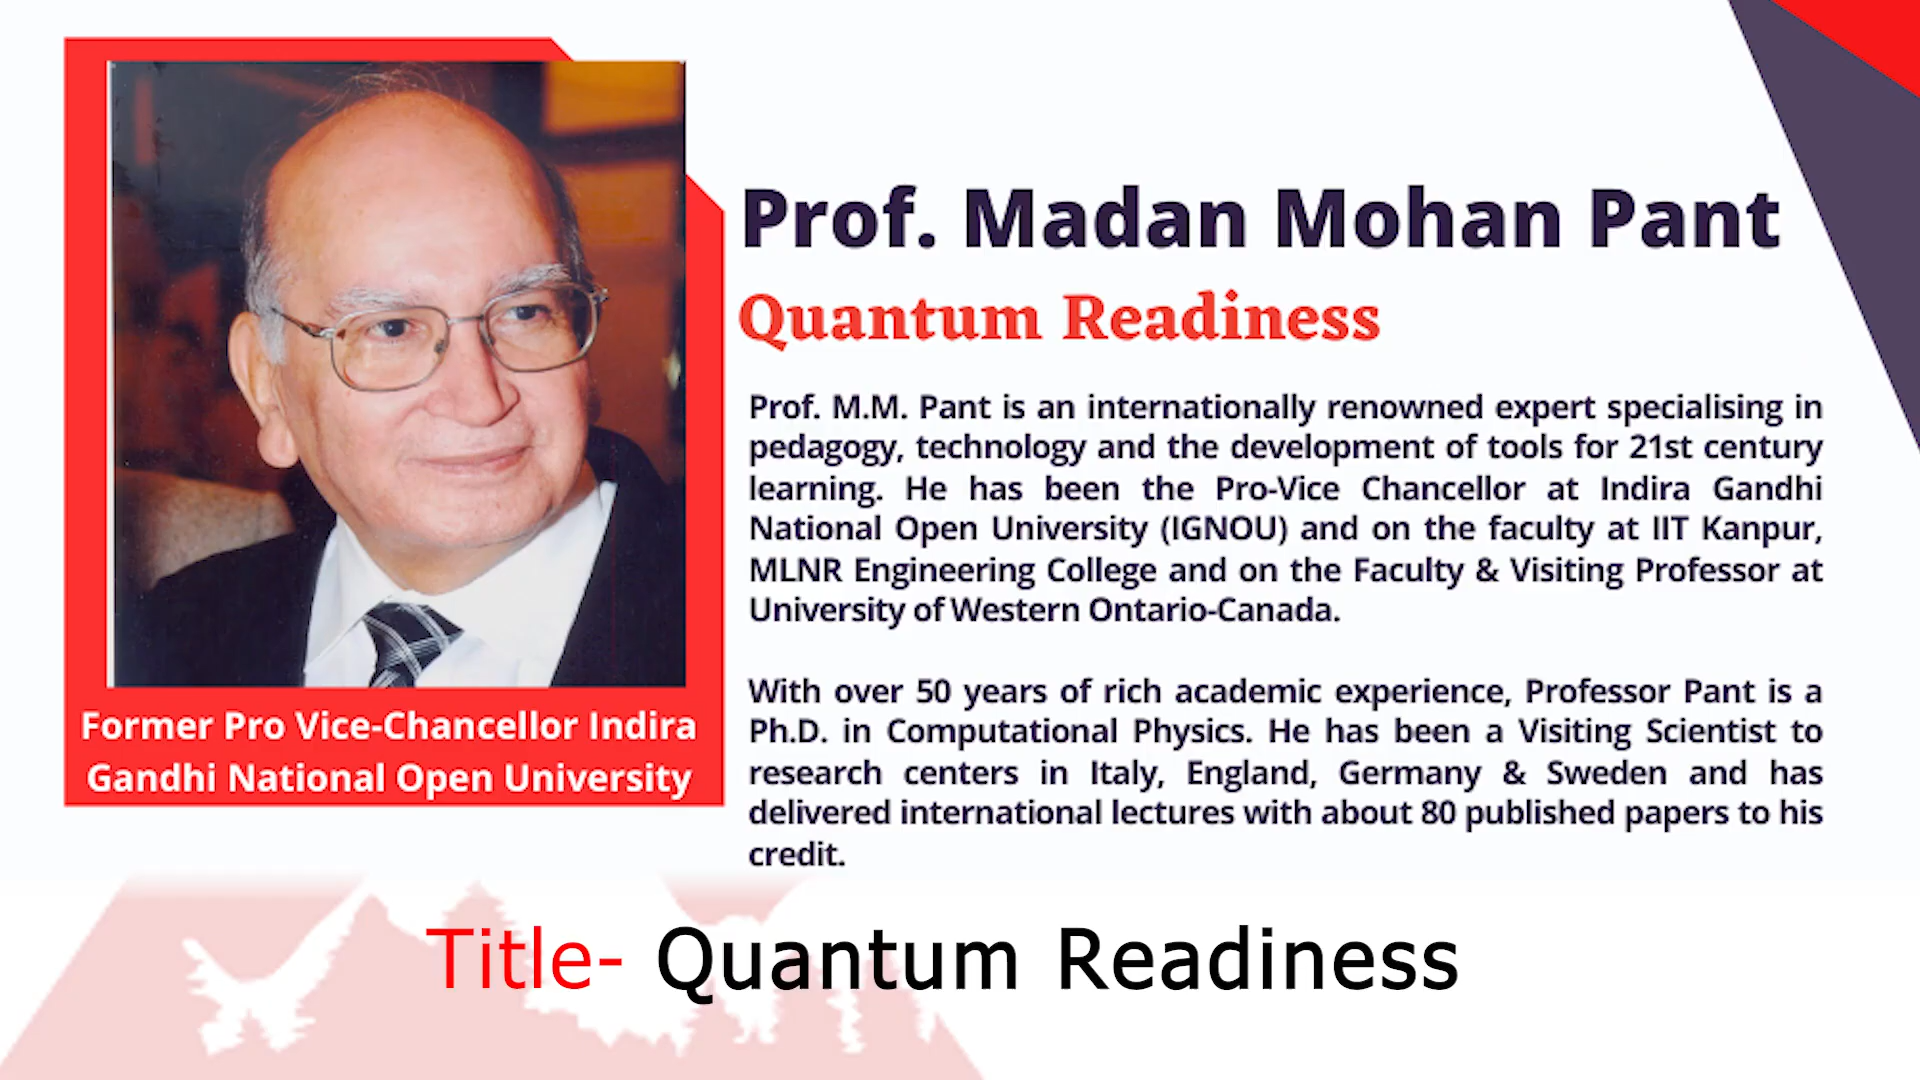 Prof. Madan Mohan Pant
Quantum Readiness
Prof. M.M. Pant is an internationally renowned expert specialising in
pedagogy, technology and the development of tools for 21st century
learning. He has been the Pro-Vice Chancellor at Indira Gandhi
National Open University (IGNOU) and on the faculty at IIT Kanpur,
MLNR Engineering College and on the Faculty & Visiting Professor at
University of Western Ontario-Canada.
With over 50 years of rich academic experience, Professor Pant is a
Ph.D. in Computational Physics. He has been a Visiting Scientist to
research centers in Italy, England, Germany & Sweden and has
delivered international lectures with about 80 published papers to his
credit.
Former Pro Vice-Chancellor Indira
Gandhi National Open University
Title- Quantum Readiness